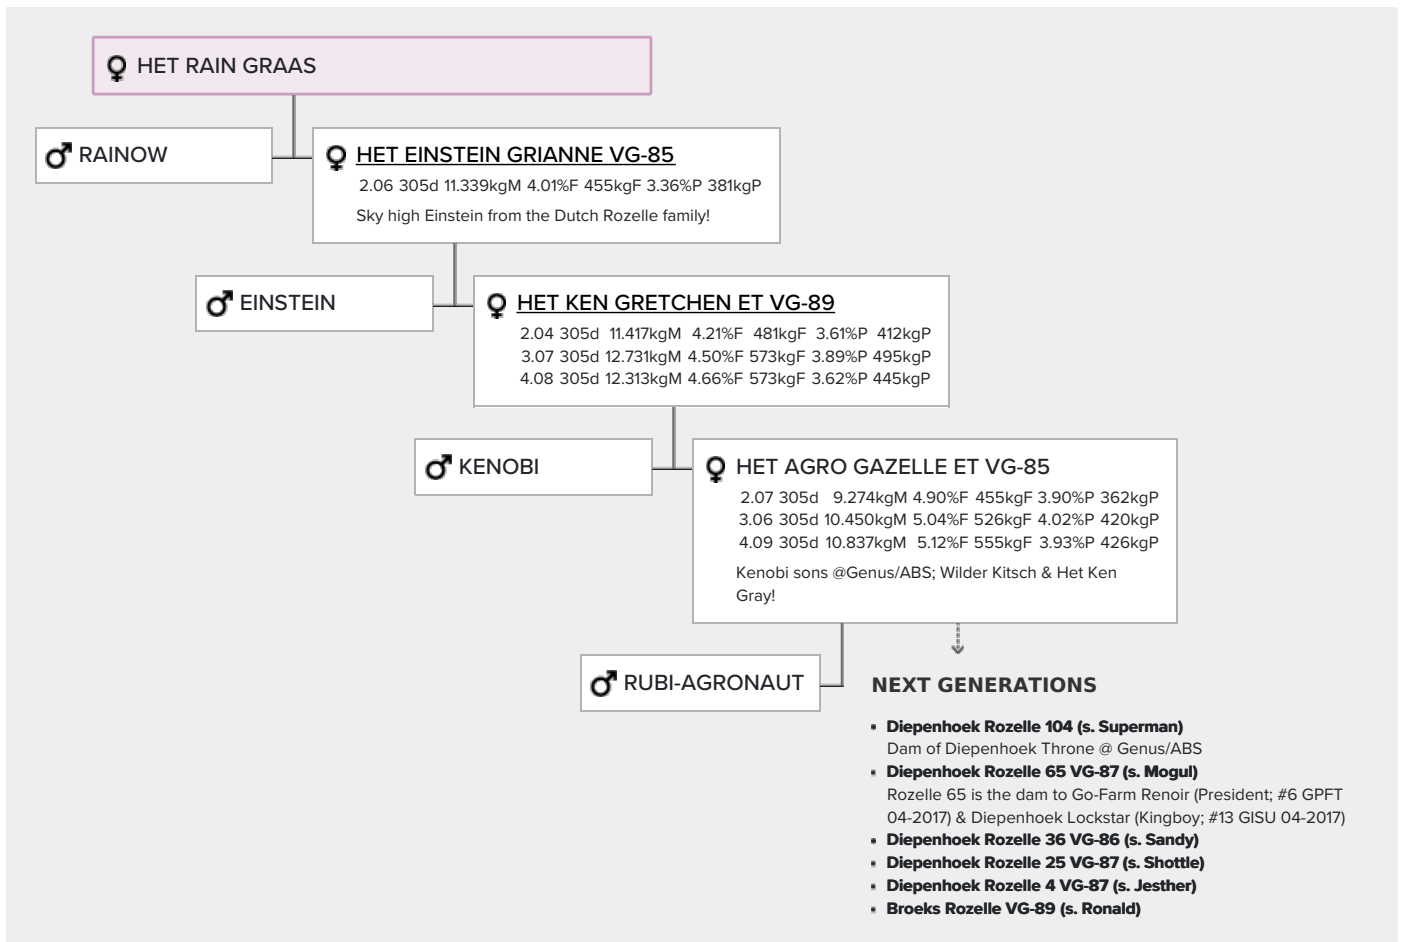 HET RAIN GRAAS
RAINOW
HET EINSTEIN GRIANNE VG-85
2.06 305d 11.339kgM 4.01%F 455kgF 3.36%P 381kgP
Sky high Einstein from the Dutch Rozelle family!
EINSTEIN
HET KEN GRETCHEN ET VG-89
2.04 305d 11.417kgM 4.21%F 481kgF 3.61%P 412kgP
3.07 305d 12.731kgM 4.50%F 573kgF 3.89%P 495kgP
4.08 305d 12.313kgM 4.66%F 573kgF 3.62%P 445kgP
KENOBI
HET AGRO GAZELLE ET VG-85
2.07 305d 9.274kgM 4.90%F 455kgF 3.90%P 362kgP
3.06 305d 10.450kgM 5.04%F 526kgF 4.02%P 420kgP
4.09 305d 10.837kgM 5.12%F 555kgF 3.93%P 426kgP
Kenobi sons @Genus/ABS; Wilder Kitsch & Het Ken
Gray!
RUBI-AGRONAUT
NEXT GENERATIONS
Diepenhoek Rozelle 104 (s. Superman)
Dam of Diepenhoek Throne @ Genus/ABS
Diepenhoek Rozelle 65 VG-87 (s. Mogul)
Rozelle 65 is the dam to Go-Farm Renoir (President; #6 GPFT
04-2017) & Diepenhoek Lockstar (Kingboy; #13 GISU 04-2017)
Diepenhoek Rozelle 36 VG-86 (s. Sandy)
Diepenhoek Rozelle 25 VG-87 (s. Shottle)
Diepenhoek Rozelle 4 VG-87 (s. Jesther)
Broeks Rozelle VG-89 (s. Ronald)